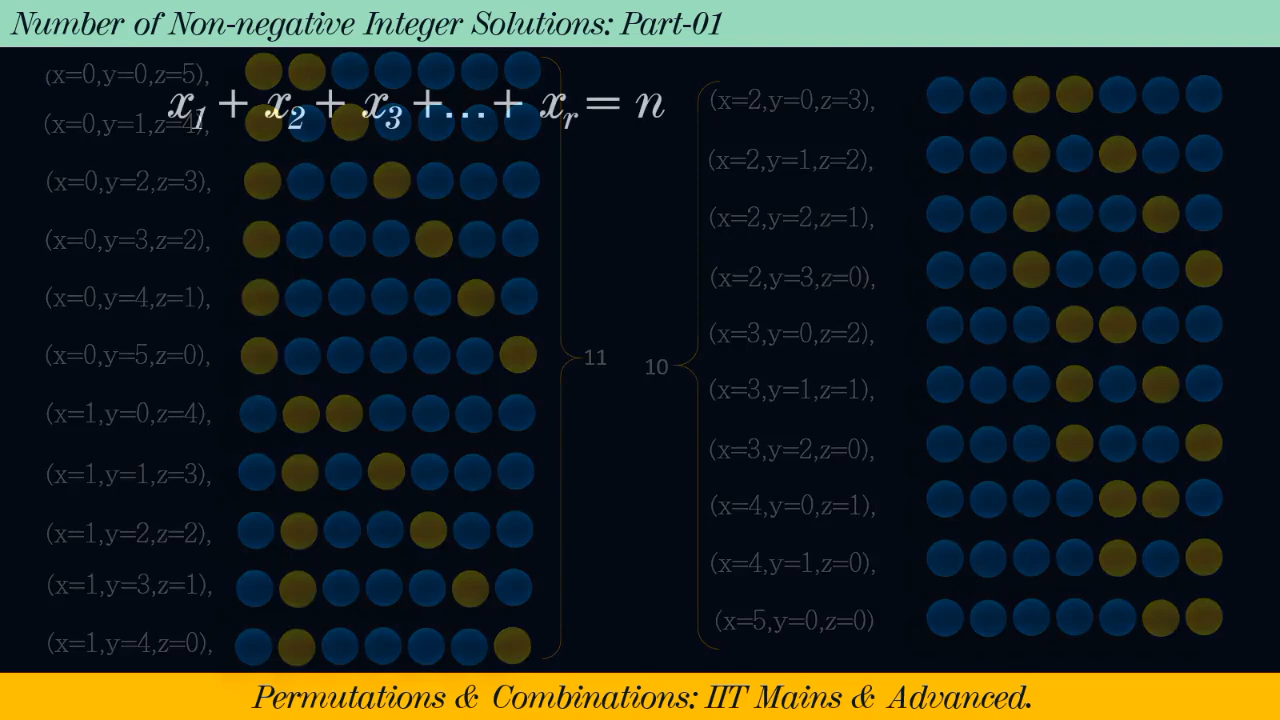 Number of Non-negative Integer Solutions: Part-01
x₁ + x₂ + x₃ +...+ xᵣ = n
(x=0,y=0,z=5),
(x=0,y=1,z=4),
(x=0,y=2,z=3),
(x=0,y=3,z=2),
(x=0,y=4,z=1),
(x=0,y=5,z=0),
(x=1,y=0,z=4),
(x=1,y=1,z=3),
(x=1,y=2,z=2),
(x=1,y=3,z=1),
(x=1,y=4,z=0),
11
10
(x=2,y=0,z=3),
(x=2,y=1,z=2),
(x=2,y=2,z=1),
(x=2,y=3,z=0),
(x=3,y=0,z=2),
(x=3,y=1,z=1),
(x=3,y=2,z=0),
(x=4,y=0,z=1),
(x=4,y=1,z=0),
(x=5,y=0,z=0)
Permutations & Combinations: IIT Mains & Advanced.